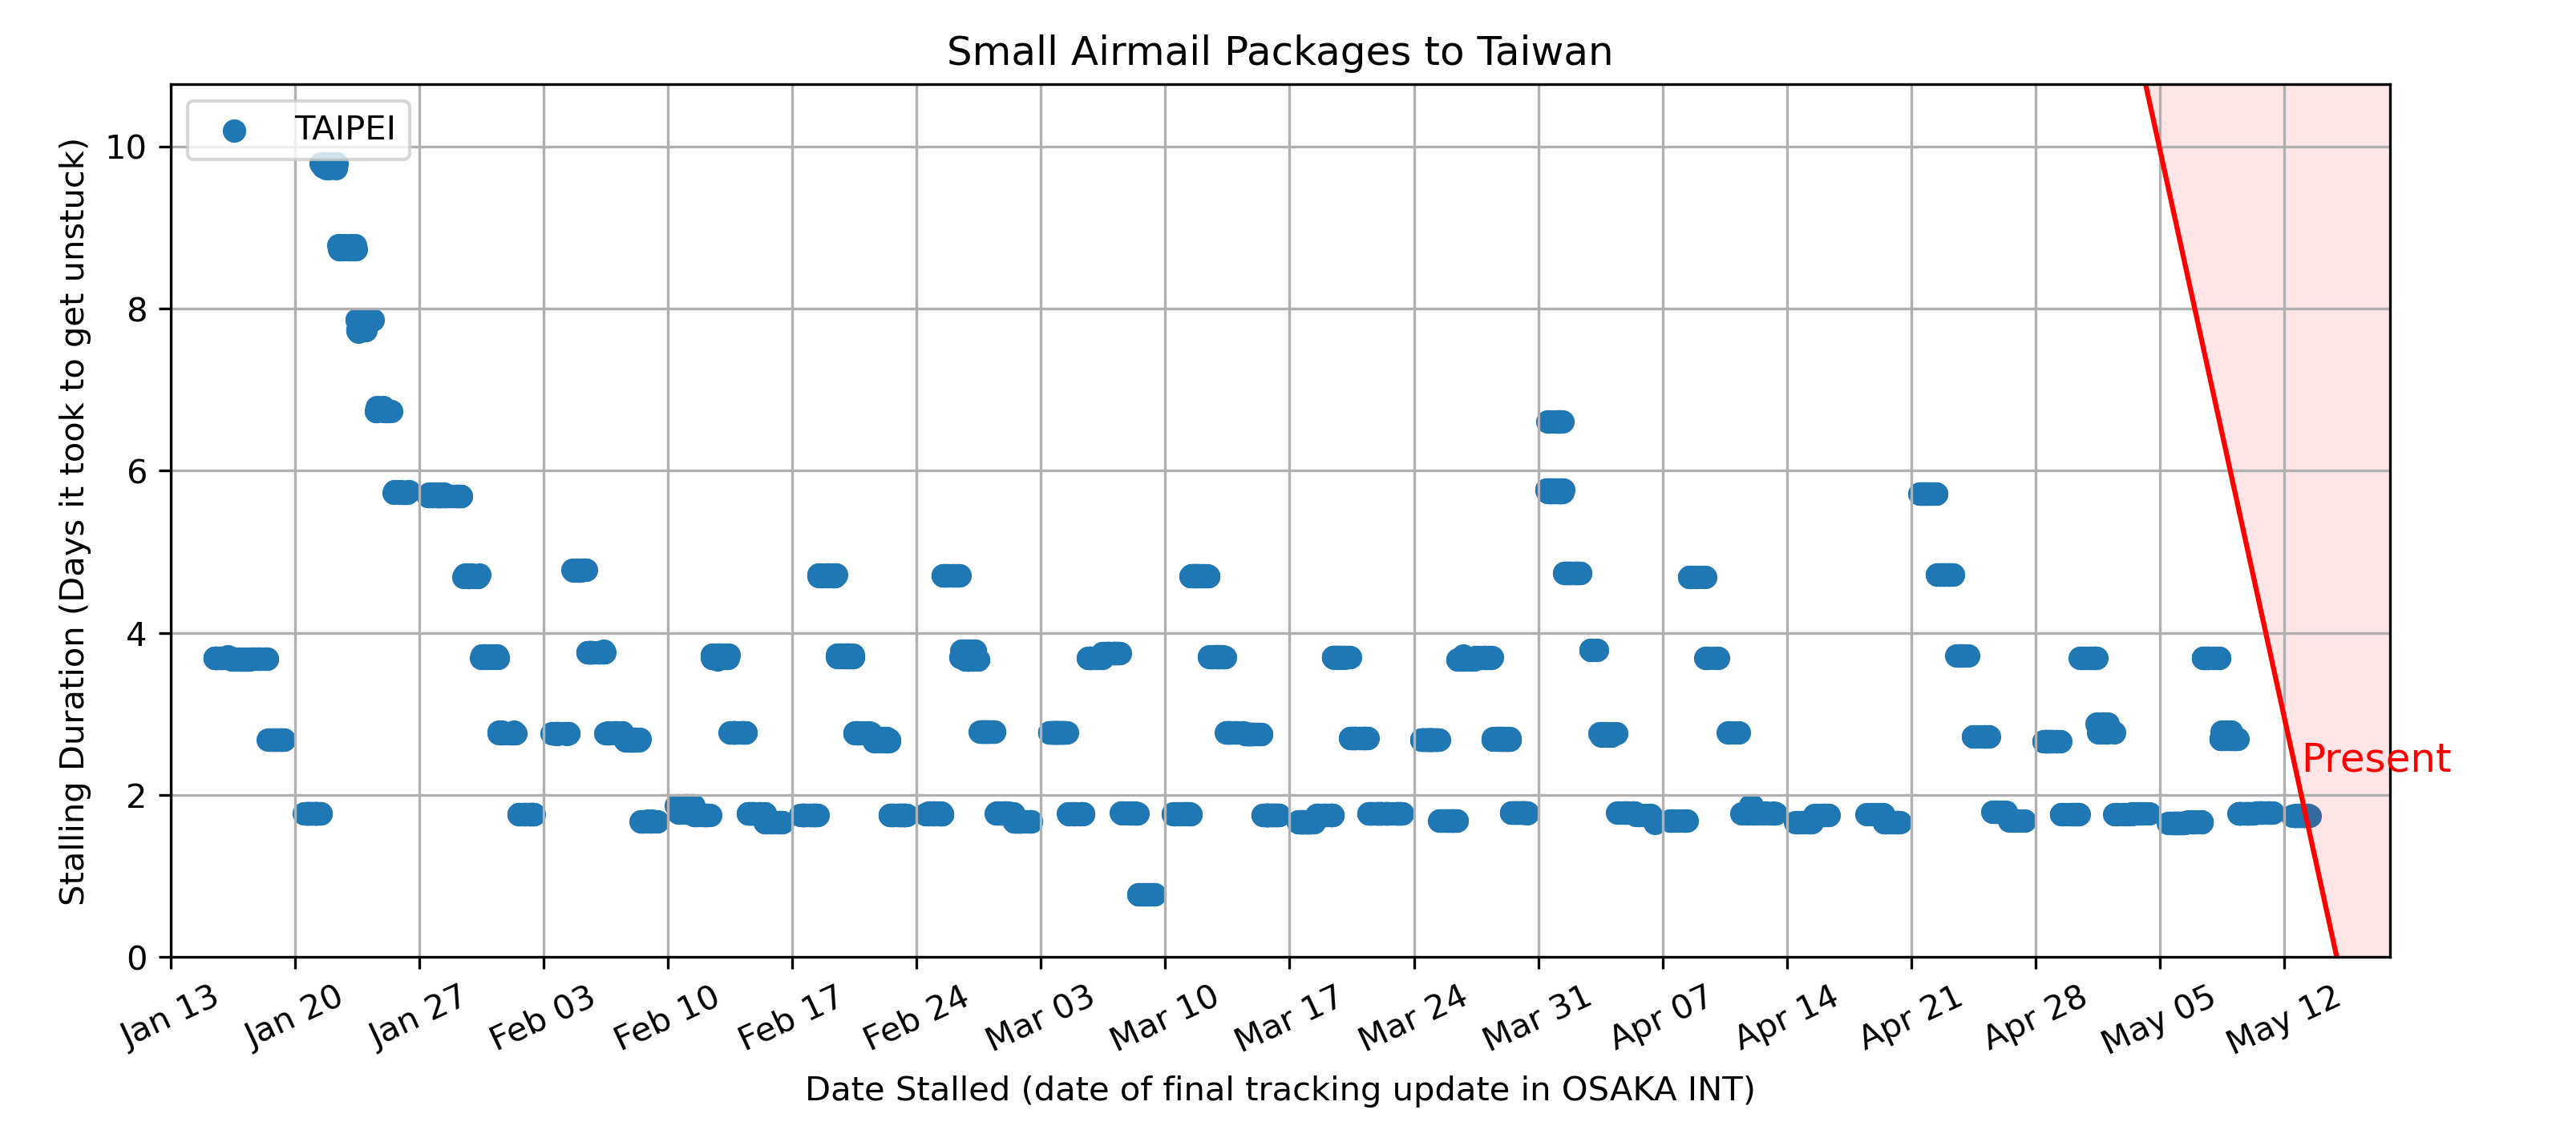 Small Airmail Packages to Taiwan
TAIPEI
Stalling Duration (Days it took to get unstuck)
10
8
6
4
2
0
Present
Jan 13
Jan 20
Jan 27
Feb 03
Feb 10
Feb 17
Feb 24
Mar 03
Mar 10
Mar 17
Mar 24
Mar 31
Apr 07
Apr 14
Apr 21
Apr 28
May 05
May 12
Date Stalled (date of final tracking update in OSAKA INT)